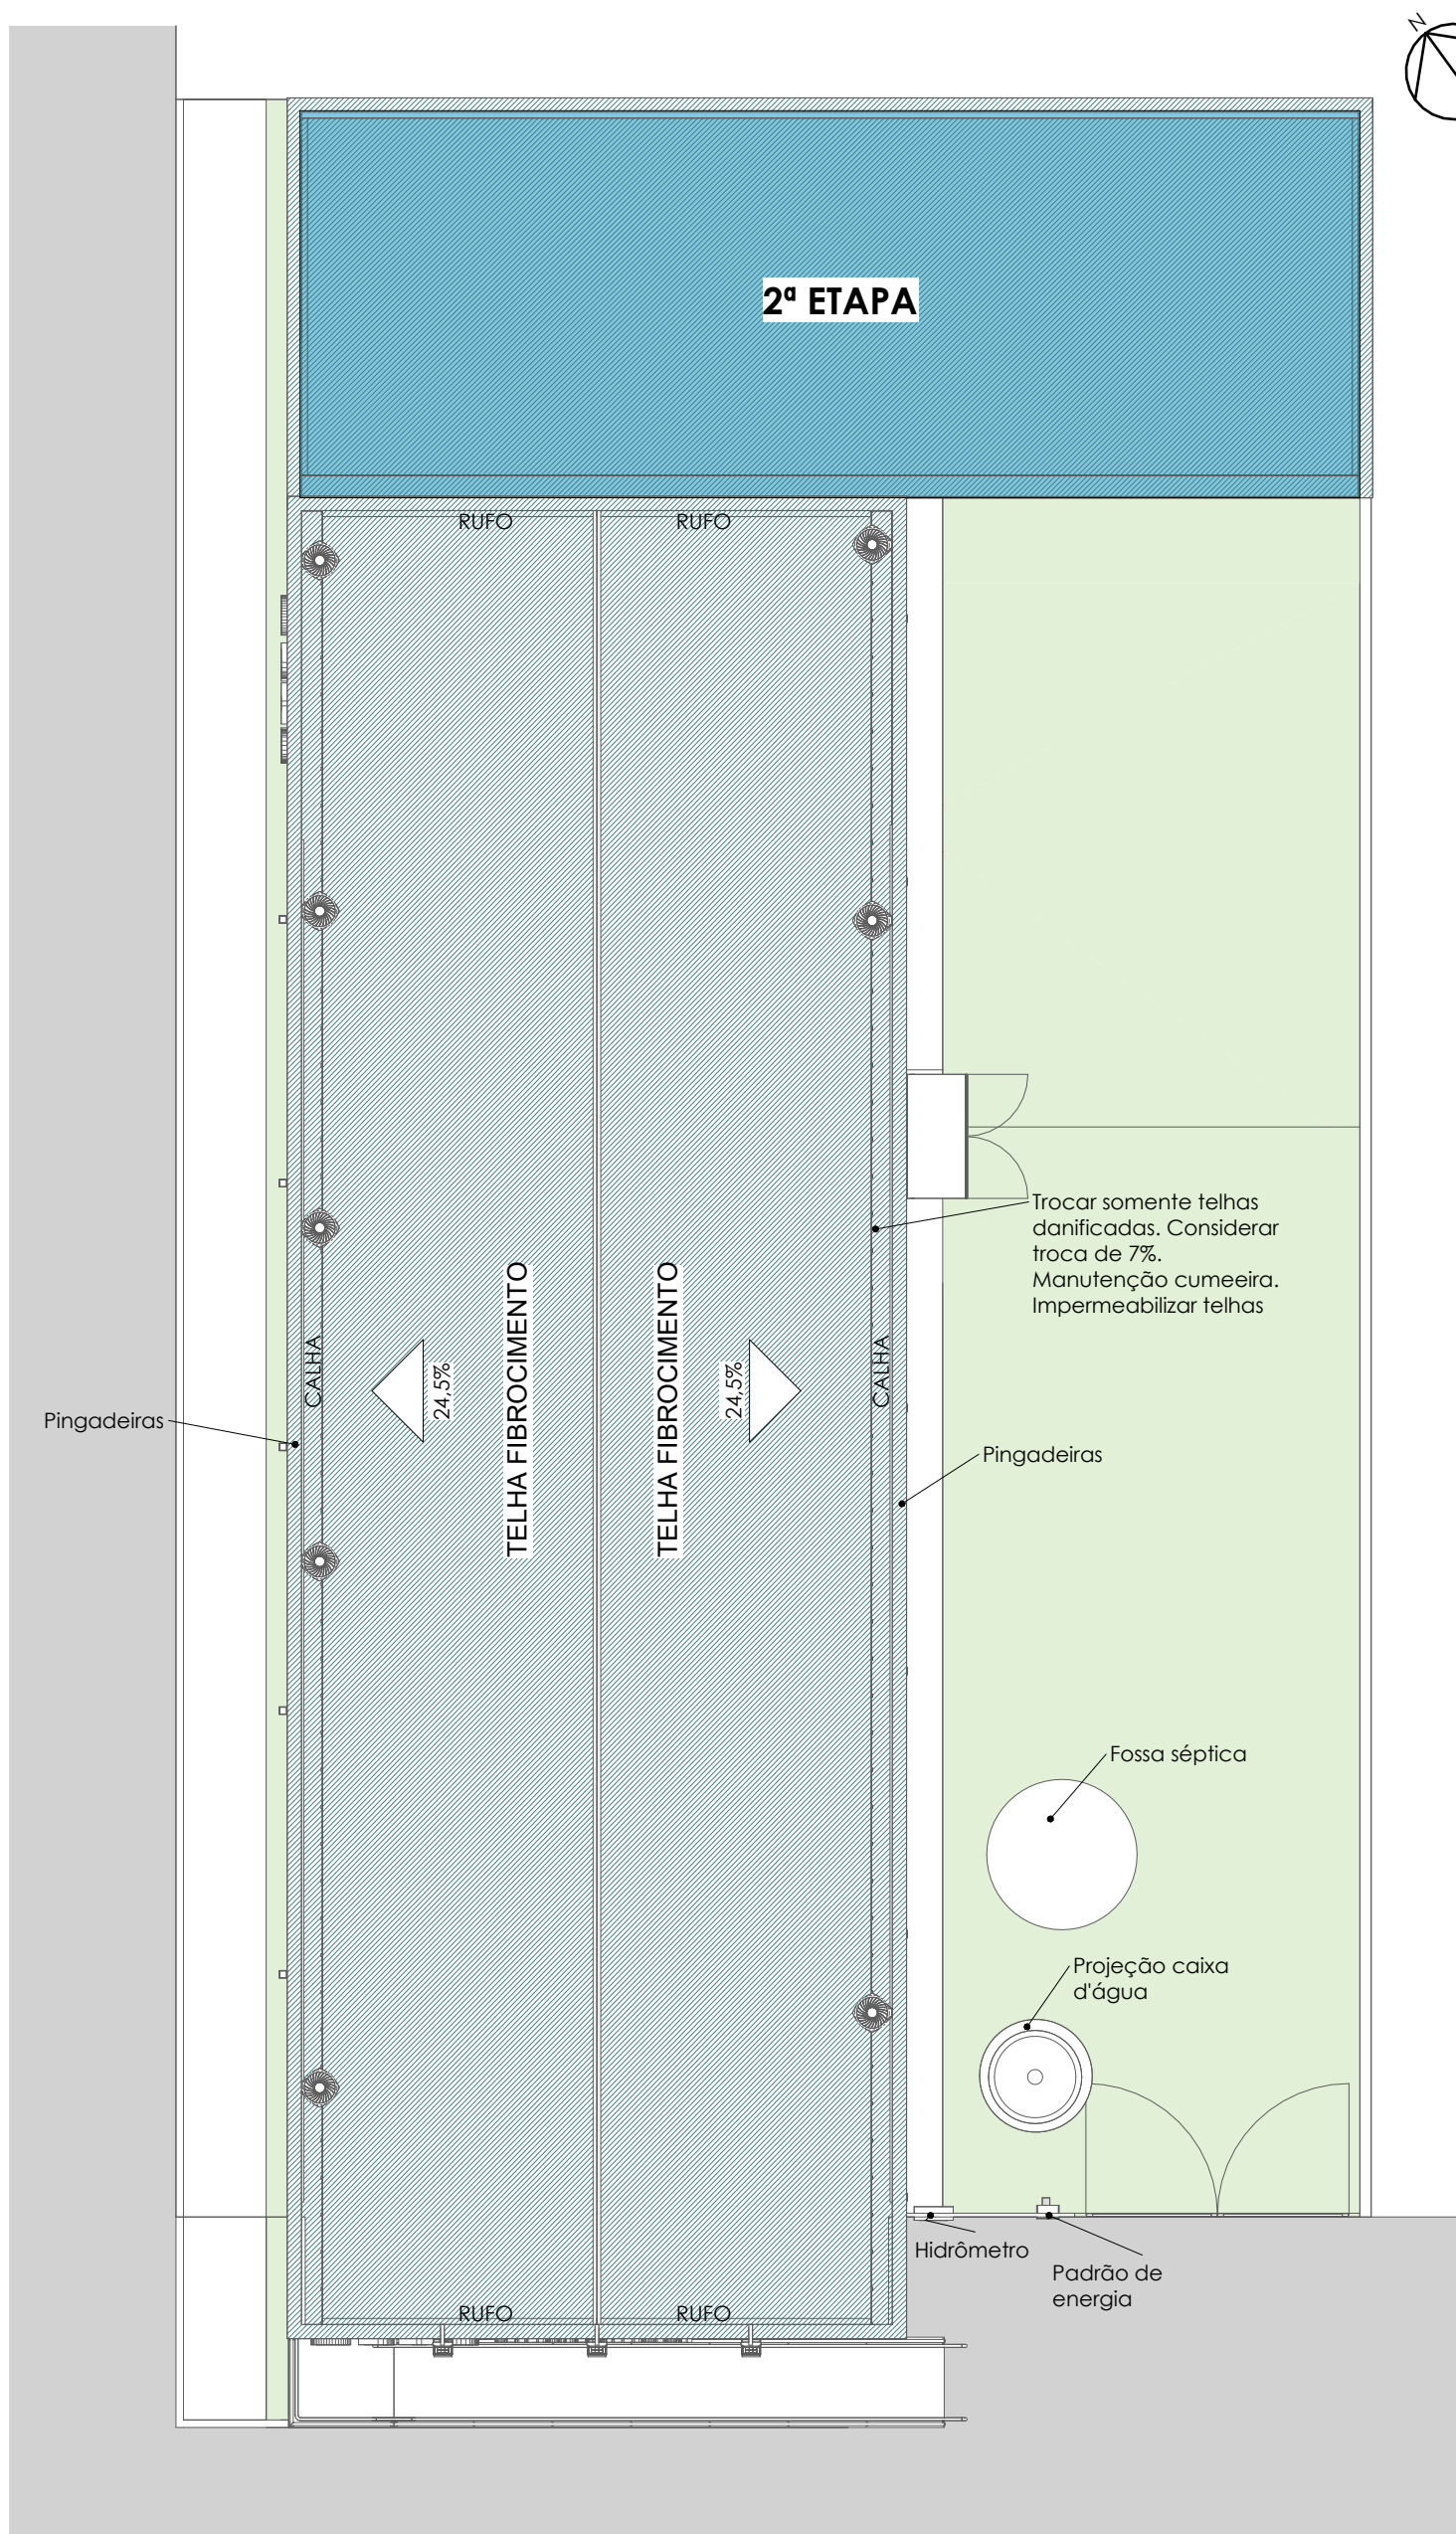 N
2ª ETAPA
RUFO
RUFO
Trocar somente telhas
danificadas. Considerar
troca de 7%.
Manutenção cumeeira.
Impermeabilizar telhas
CALHA
24,5%
TELHA FIBROCIMENTO
TELHA FIBROCIMENTO
24,5%
CALHA
Pingadeiras
Pingadeiras
Fossa séptica
Projeção caixa
d'água
Hidrômetro
Padrão de
energia
RUFO
RUFO